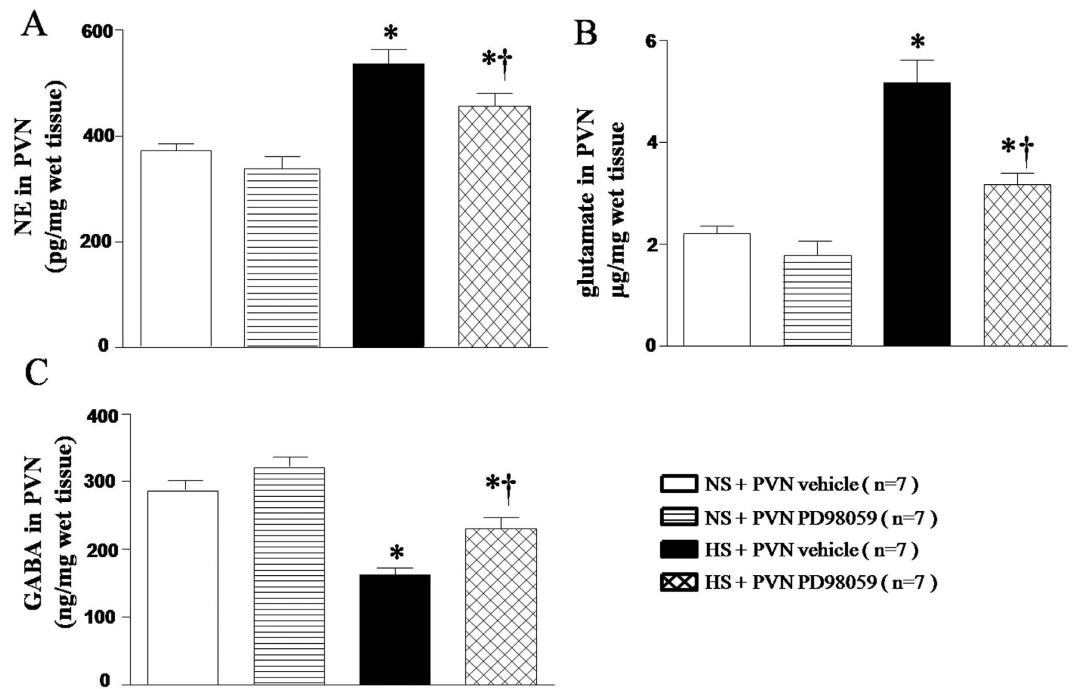 A
NE in PVN
(pg/mg wet tissue)
600
400
200
0
*
*†
B
glutamate in PVN
µg/mg wet tissue
6
4
2
0
*
*†
C
GABA in PVN
(ng/mg wet tissue)
400
300
200
100
0
*
*†
NS + PVN vehicle ( n=7 )
NS + PVN PD98059 ( n=7 )
HS + PVN vehicle ( n=7 )
HS + PVN PD98059 ( n=7 )